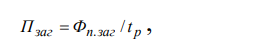 Пзаг = Фп.заг / tр ,